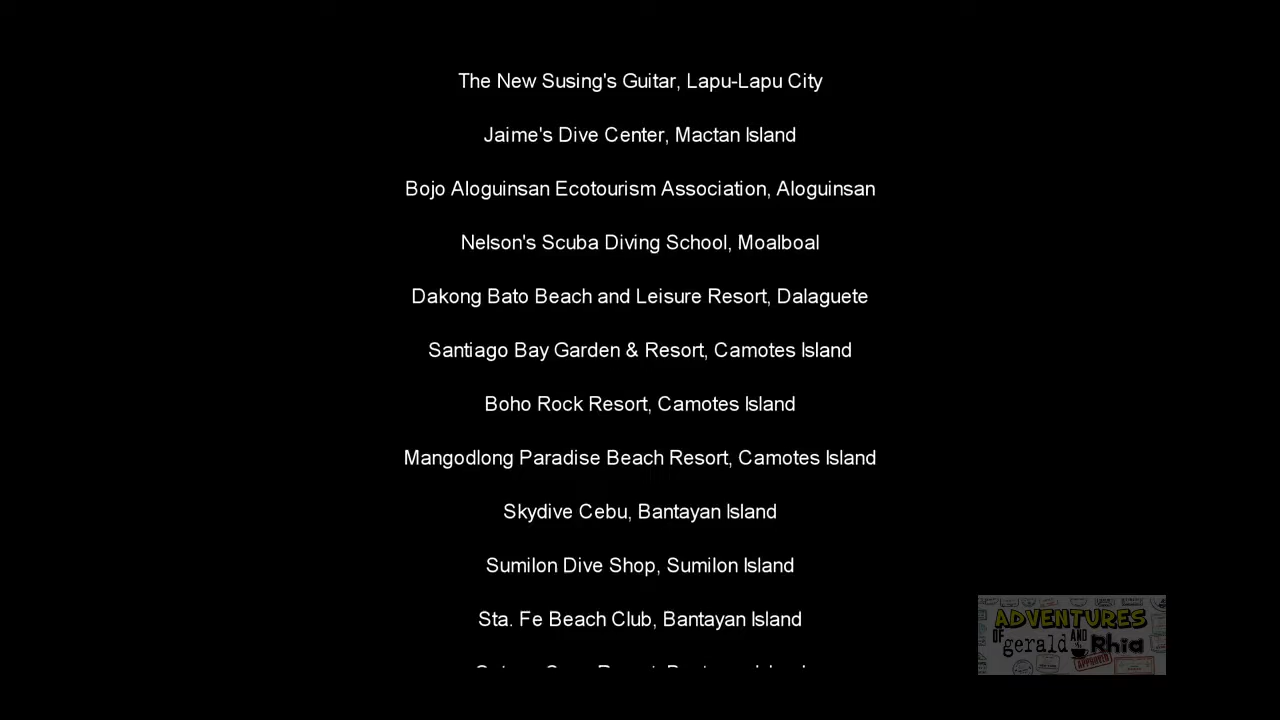 The New Susing's Guitar, Lapu-Lapu City
Jaime's Dive Center, Mactan Island
Bojo Aloguinsan Ecotourism Association, Aloguinsan
Nelson's Scuba Diving School, Moalboal
Dakong Bato Beach and Leisure Resort, Dalaguete
Santiago Bay Garden & Resort, Camotes Island
Boho Rock Resort, Camotes Island
Mangodlong Paradise Beach Resort, Camotes Island
Skydive Cebu, Bantayan Island
Sumilon Dive Shop, Sumilon Island
Sta. Fe Beach Club, Bantayan Island
ADVENTURES
OF gerald AND Rhia
APPROVED